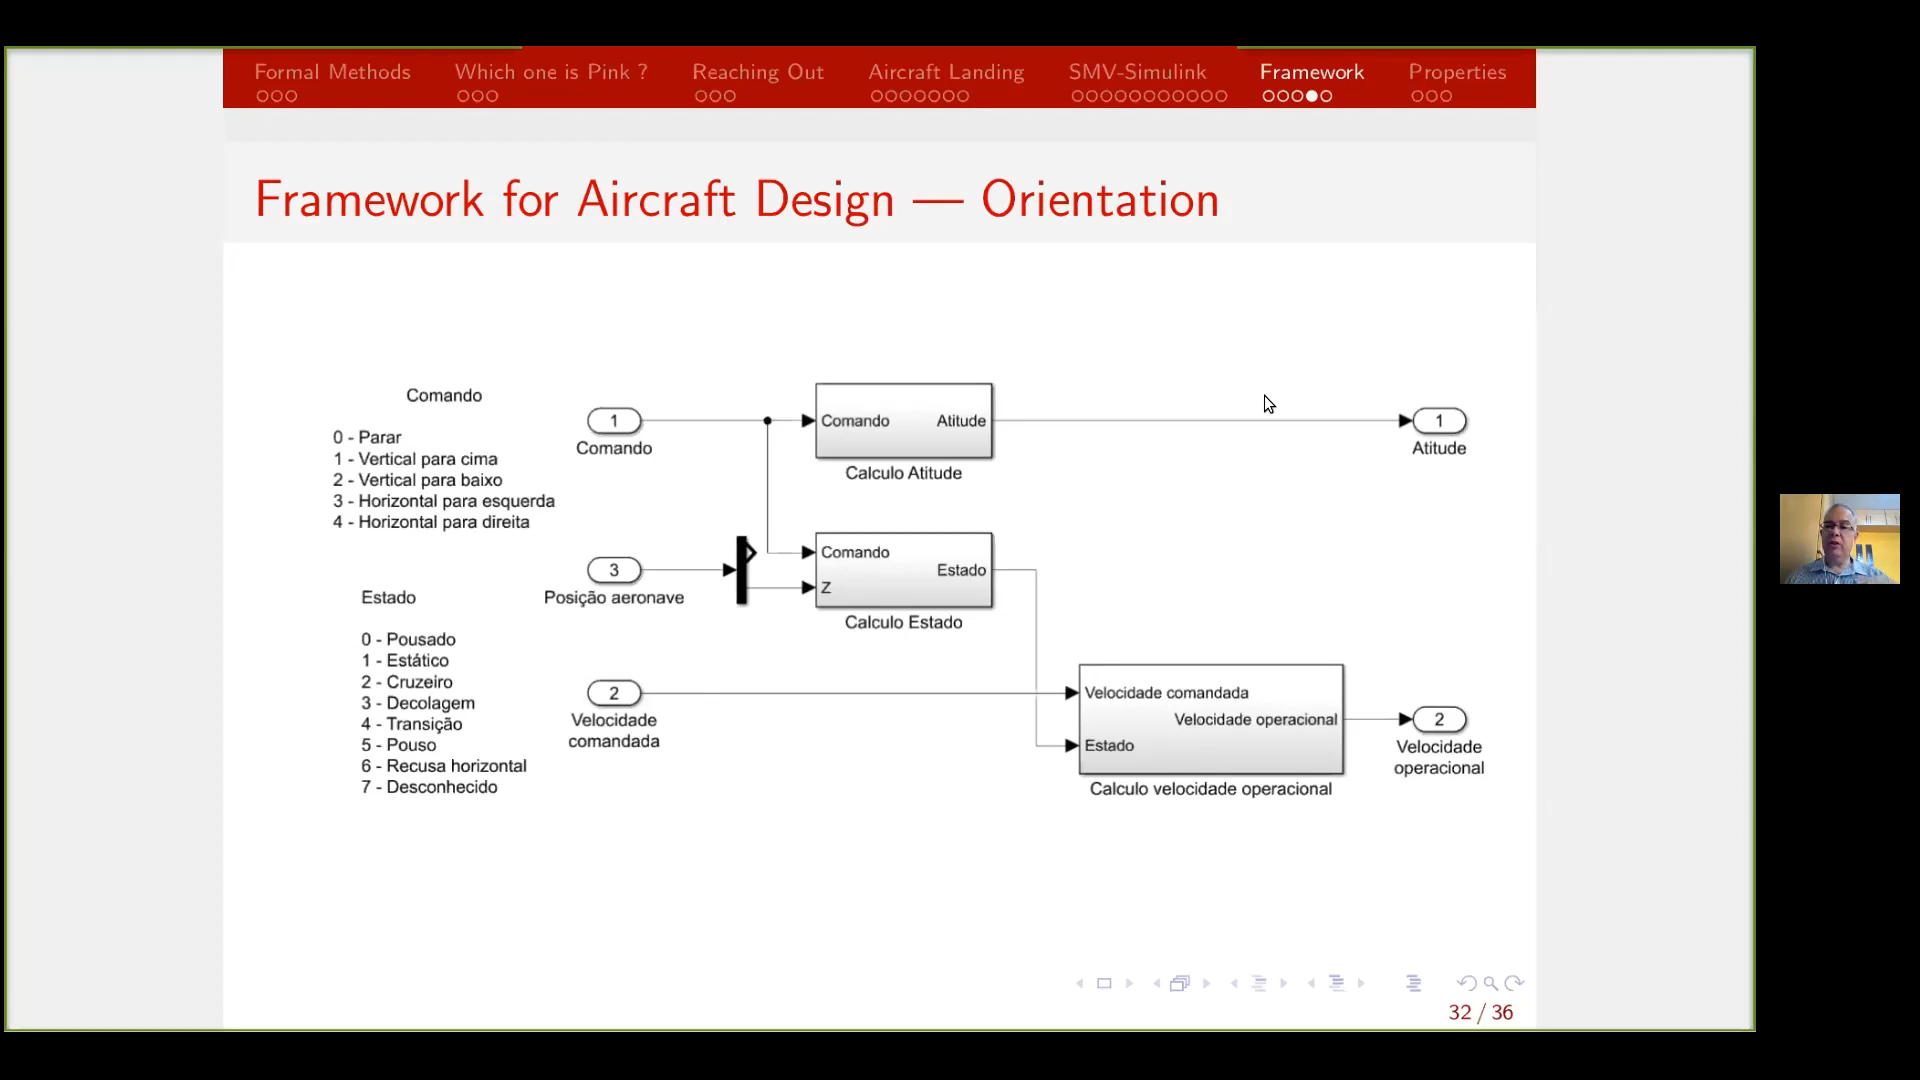 Formal Methods
Which one is Pink ?
Reaching Out
Aircraft Landing
SMV-Simulink
Framework
Properties
Framework for Aircraft Design — Orientation
Comando
0 - Parar
1 - Vertical para cima
2 - Vertical para baixo
3 - Horizontal para esquerda
4 - Horizontal para direita
Estado
0 - Pousado
1 - Estático
2 - Cruzeiro
3 - Decolagem
4 - Transição
5 - Pouso
6 - Recusa horizontal
7 - Desconhecido
1
Comando
3
Posição aeronave
2
Velocidade
comandada
Comando
Atitude
Calculo Atitude
Comando
Z
Estado
Calculo Estado
Velocidade comandada
Velocidade operacional
Estado
Calculo velocidade operacional
1
Atitude
2
Velocidade
operacional
32 / 36